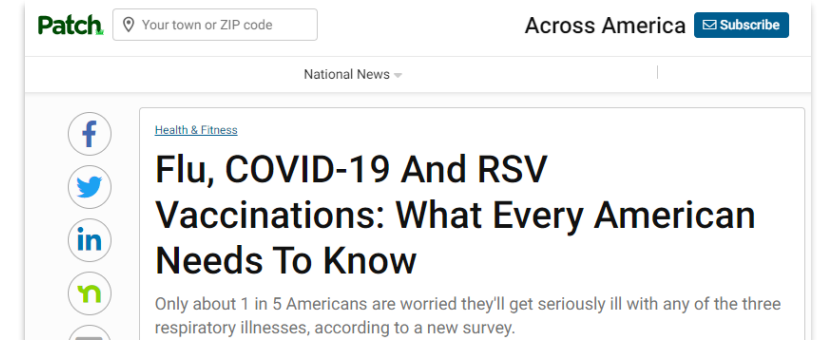 Patch
Your town or ZIP code
Across America
Subscribe
National News
Health & Fitness
Flu, COVID-19 And RSV
Vaccinations: What Every American
Needs To Know
Only about 1 in 5 Americans are worried they'll get seriously ill with any of the three
respiratory illnesses, according to a new survey.